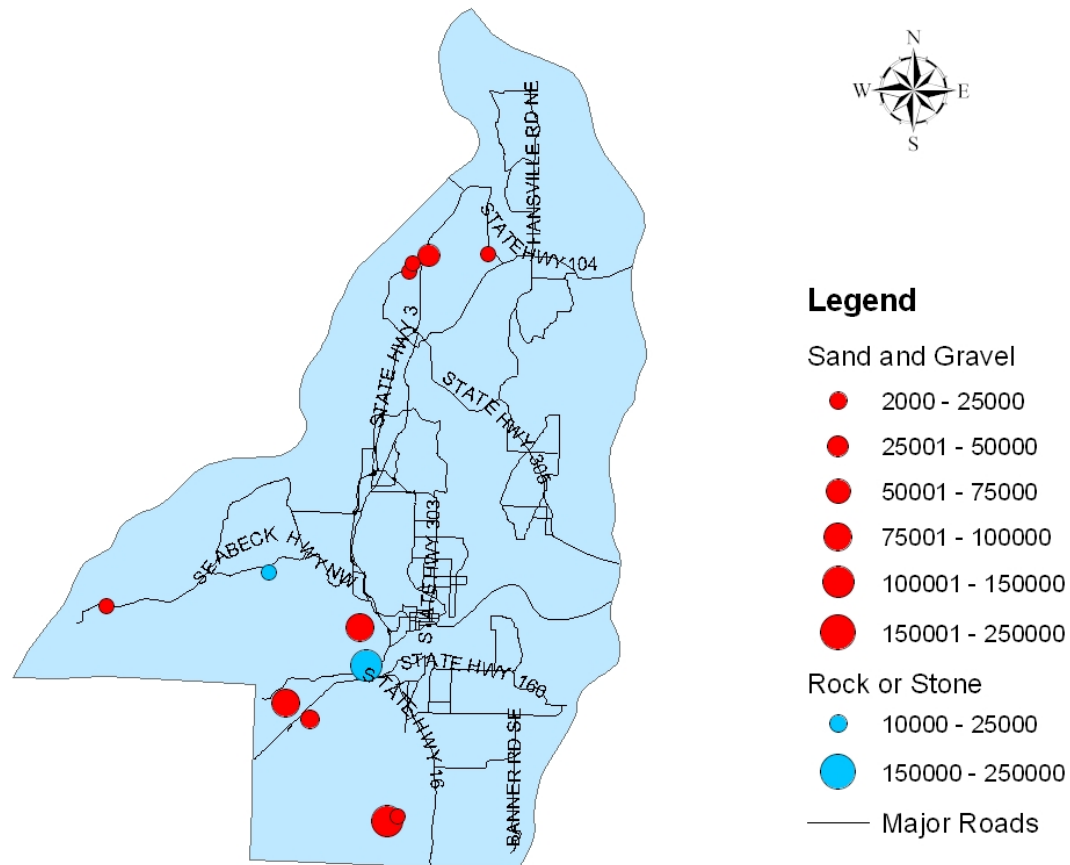 N
W E
S
HANSVILLE RD NE
STATE HWY 104
STATE HWY 3
STATE HWY 305
STATE HWY 303
SEABECK HWY NW
STATE HWY 160
STATE HWY 16
BANNER RD SE
Legend
Sand and Gravel
2000 - 25000
25001 - 50000
50001 - 75000
75001 - 100000
100001 - 150000
150001 - 250000
Rock or Stone
10000 - 25000
150000 - 250000
Major Roads